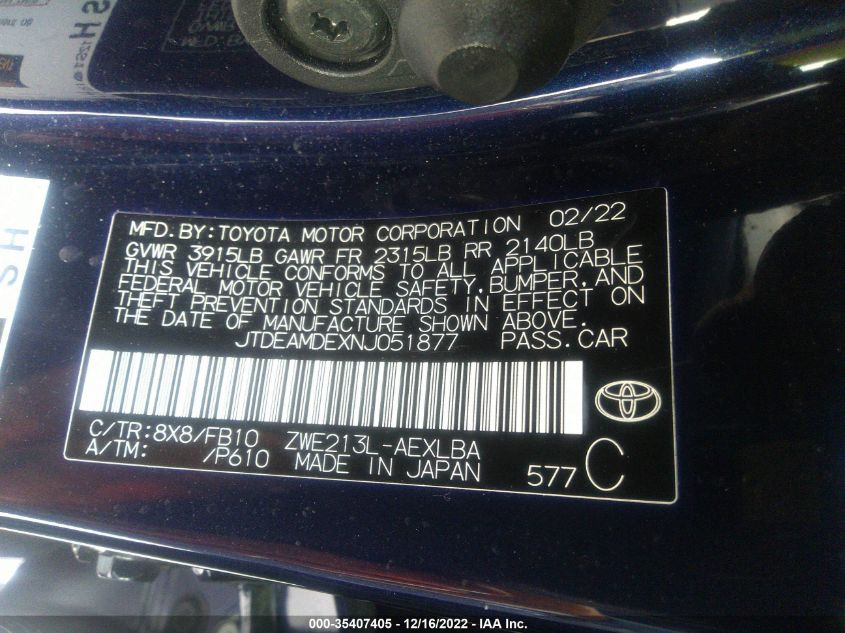 MFD.BY:TOYOTA MOTOR CORPORATION 02/22
GVWR 3915LB GAWR FR 2315LB RR 2140LB
THIS VEHICLE CONFORMS TO ALL APPLICABLE
FEDERAL MOTOR VEHICLE SAFETY,BUMPER,AND
THEFT PREVENTION STANDARDS IN EFFECT ON
THE DATE OF MANUFACTURE SHOWN ABOVE.
JTDEAMDEXNJ051877 PASS.CAR
C/TR:8X8/FB10 ZWE213L-AEXLBA
A/TM: /P610 MADE IN JAPAN 577 C
000-35407405 - 12/16/2022 - IAA Inc.